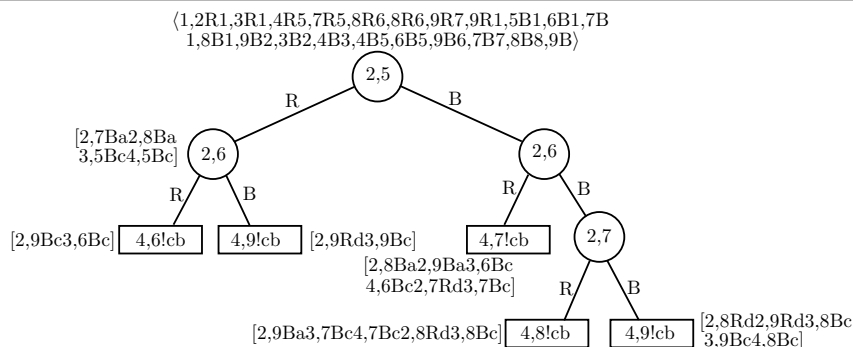 ⟨1,2R1,3R1,4R5,7R5,8R6,8R6,9R7,9R1,5B1,6B1,7B
1,8B1,9B2,3B2,4B3,4B5,6B5,9B6,7B7,8B8,9B⟩
2,5
R
B
[2,7Ba2,8Ba
3,5Bc4,5Bc]
2,6
2,6
R
B
R
B
[2,9Bc3,6Bc]
4,6!cb
4,9!cb
[2,9Rd3,9Bc]
4,7!cb
2,7
[2,8Ba2,9Ba3,6Bc
4,6Bc2,7Rd3,7Bc]
R
B
[2,9Ba3,7Bc4,7Bc2,8Rd3,8Bc]
4,8!cb
4,9!cb
[2,8Rd2,9Rd3,8Bc
3,9Bc4,8Bc]